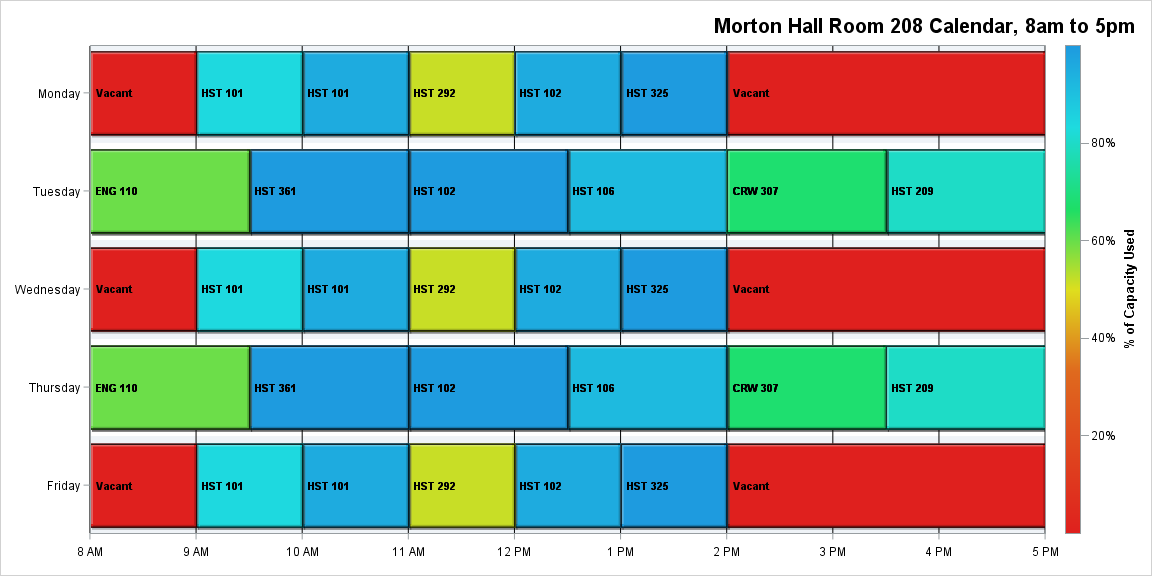 Morton Hall Room 208 Calendar, 8am to 5pm
Monday
Vacant
HST 101
HST 101
HST 292
HST 102
HST 325
Vacant
Tuesday
ENG 110
HST 361
HST 102
HST 106
CRW 307
HST 209
Wednesday
Vacant
HST 101
HST 101
HST 292
HST 102
HST 325
Vacant
Thursday
ENG 110
HST 361
HST 102
HST 106
CRW 307
HST 209
Friday
Vacant
HST 101
HST 101
HST 292
HST 102
HST 325
Vacant
8 AM
9 AM
10 AM
11 AM
12 PM
1 PM
2 PM
3 PM
4 PM
5 PM
80%
60%
40%
20%
% of Capacity Used